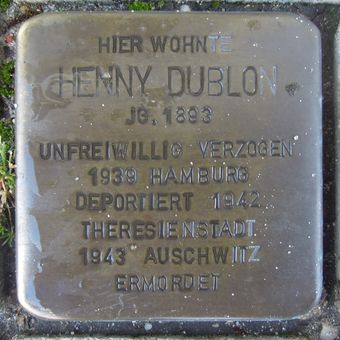 HIER WOHNTE
HENNY DUBLON
JG. 1893
UNFREIWILLIG VERZOGEN
1939 HAMBURG
DEPORTIERT 1942
THERESIENSTADT
1943 AUSCHWITZ
ERMORDET